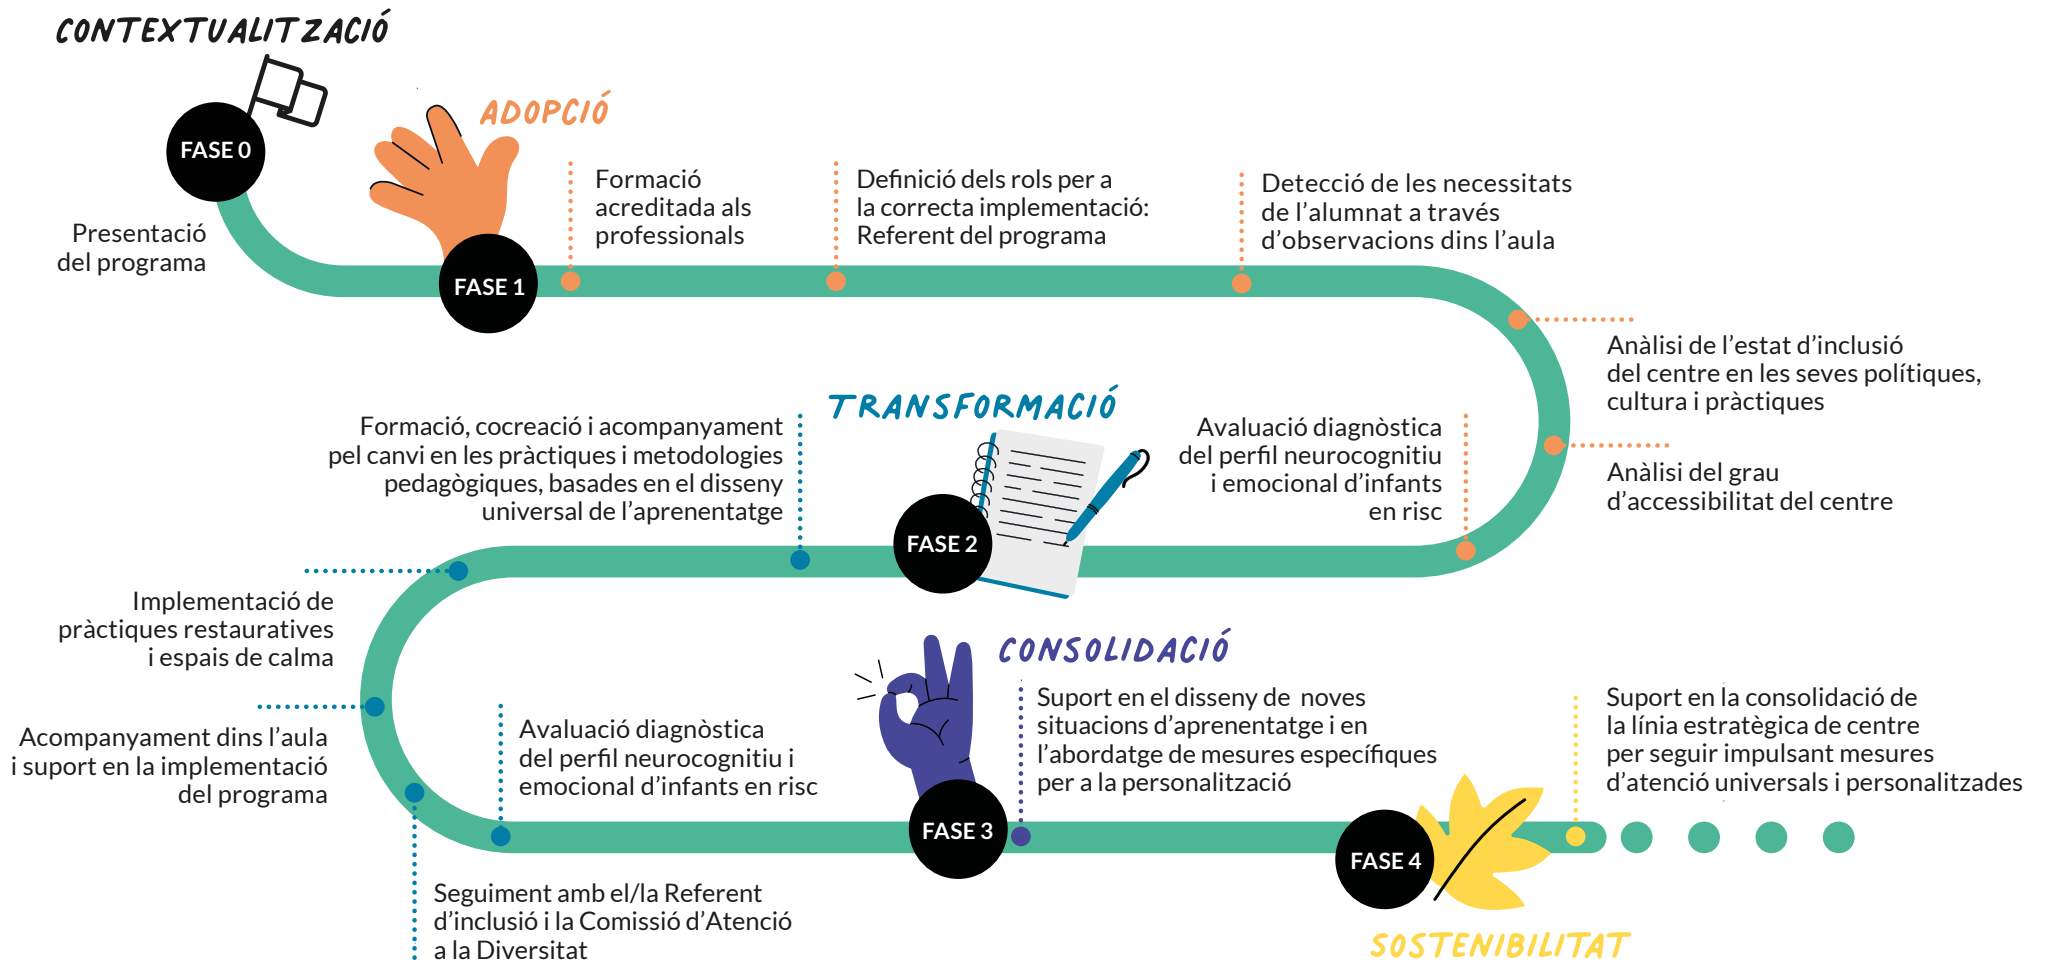 CONTEXTUALITZACIÓ
FASE 0
Presentació
del programa
ADOPCIÓ
FASE 1
Formació
acreditada als
professionals
Definició dels rols per a
la correcta implementació:
Referent del programa
Detecció de les necessitats
de l’alumnat a través
d’observacions dins l’aula
Anàlisi de l’estat d’inclusió
del centre en les seves polítiques,
cultura i pràctiques
Anàlisi del grau
d’accessibilitat del centre
Avaluació diagnòstica
del perfil neurocognitiu
i emocional d’infants
en risc
TRANSFORMACIÓ
FASE 2
Formació, cocreació i acompanyament
pel canvi en les pràctiques i metodologies
pedagògiques, basades en el disseny
universal de l’aprenentatge
Implementació de
pràctiques restauratives
i espais de calma
Acompanyament dins l’aula
i suport en la implementació
del programa
Seguiment amb el/la Referent
d’inclusió i la Comissió d’Atenció
a la Diversitat
Avaluació diagnòstica
del perfil neurocognitiu i
emocional d’infants en risc
CONSOLIDACIÓ
FASE 3
Suport en el disseny de noves
situacions d’aprenentatge i en
l’abordatge de mesures específiques
per a la personalització
FASE 4
SOSTENIBILITAT
Suport en la consolidació de
la línia estratègica de centre
per seguir impulsant mesures
d’atenció universals i personalitzades